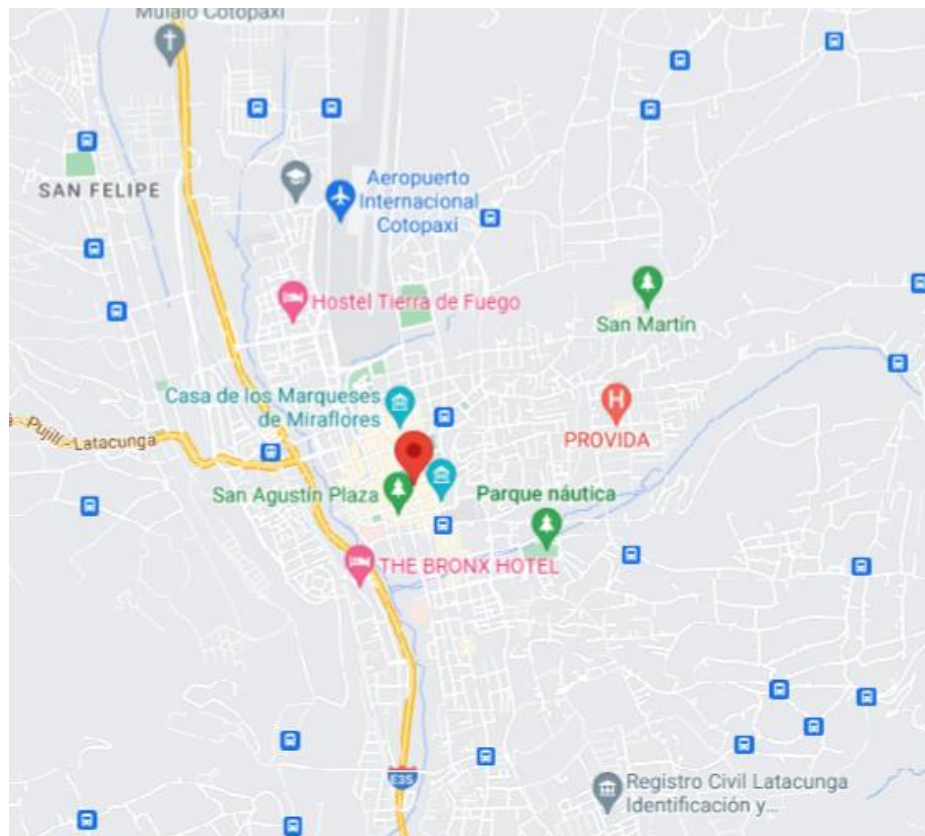 Mulaló Cotopaxi
SAN FELIPE
Aeropuerto
Internacional
Cotopaxi
Hostel Tierra de Fuego
San Martín
Casa de los Marqueses
de Miraflores
H
PROVIDA
Pujilí - Latacunga
San Agustín Plaza
Parque náutica
THE BRONX HOTEL
E35
Registro Civil Latacunga
Identificación y...